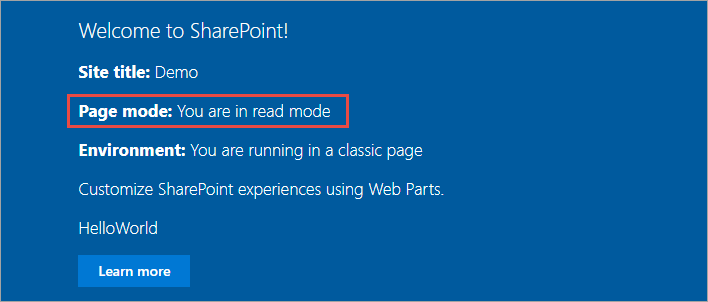 Welcome to SharePoint!
Site title: Demo
Page mode: You are in read mode
Environment: You are running in a classic page
Customize SharePoint experiences using Web Parts.
HelloWorld
Learn more